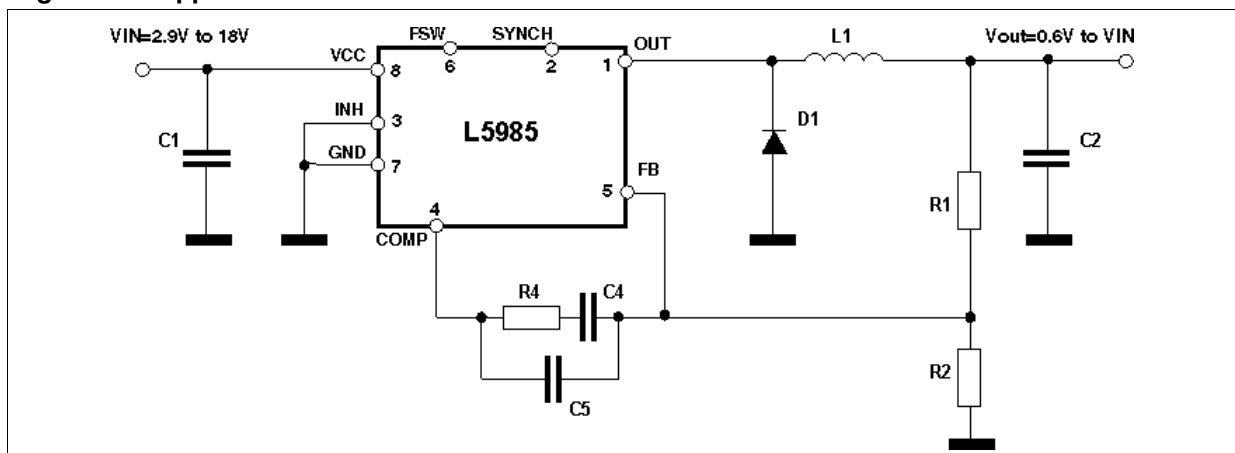 VIN=2.9V to 18V
FSW
SYNCH
OUT
L1
Vout=0.6V to VIN
VCC
8
6
2
1
INH
3
C1
L5985
D1
C2
GND
7
FB
5
R1
4
COMP
R4
C4
R2
C5